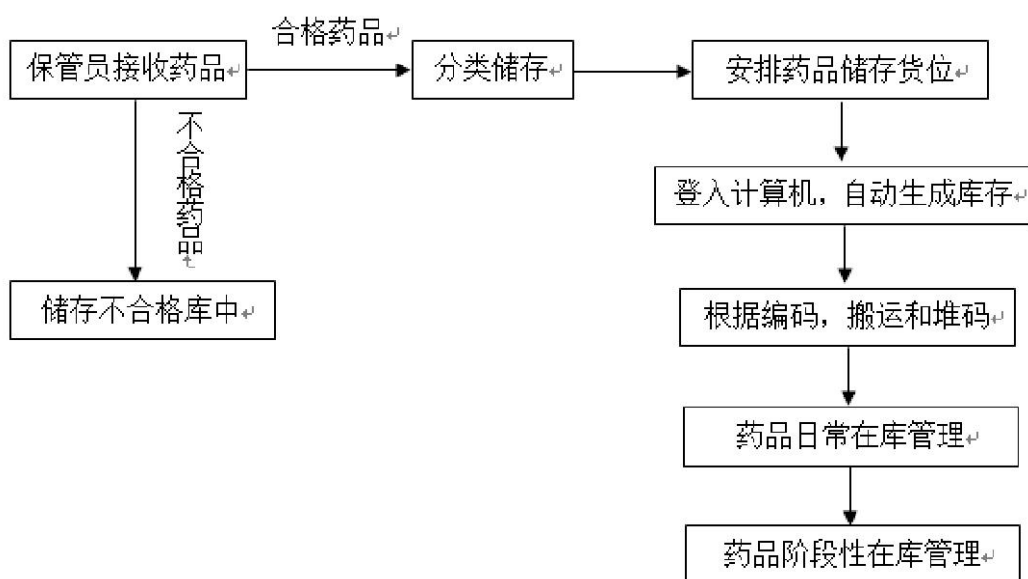 合格药品
保管员接收药品
分类储存
安排药品储存货位
不合格药品
登入计算机，自动生成库存
储存不合格库中
根据编码，搬运和堆码
药品日常在库管理
药品阶段性在库管理